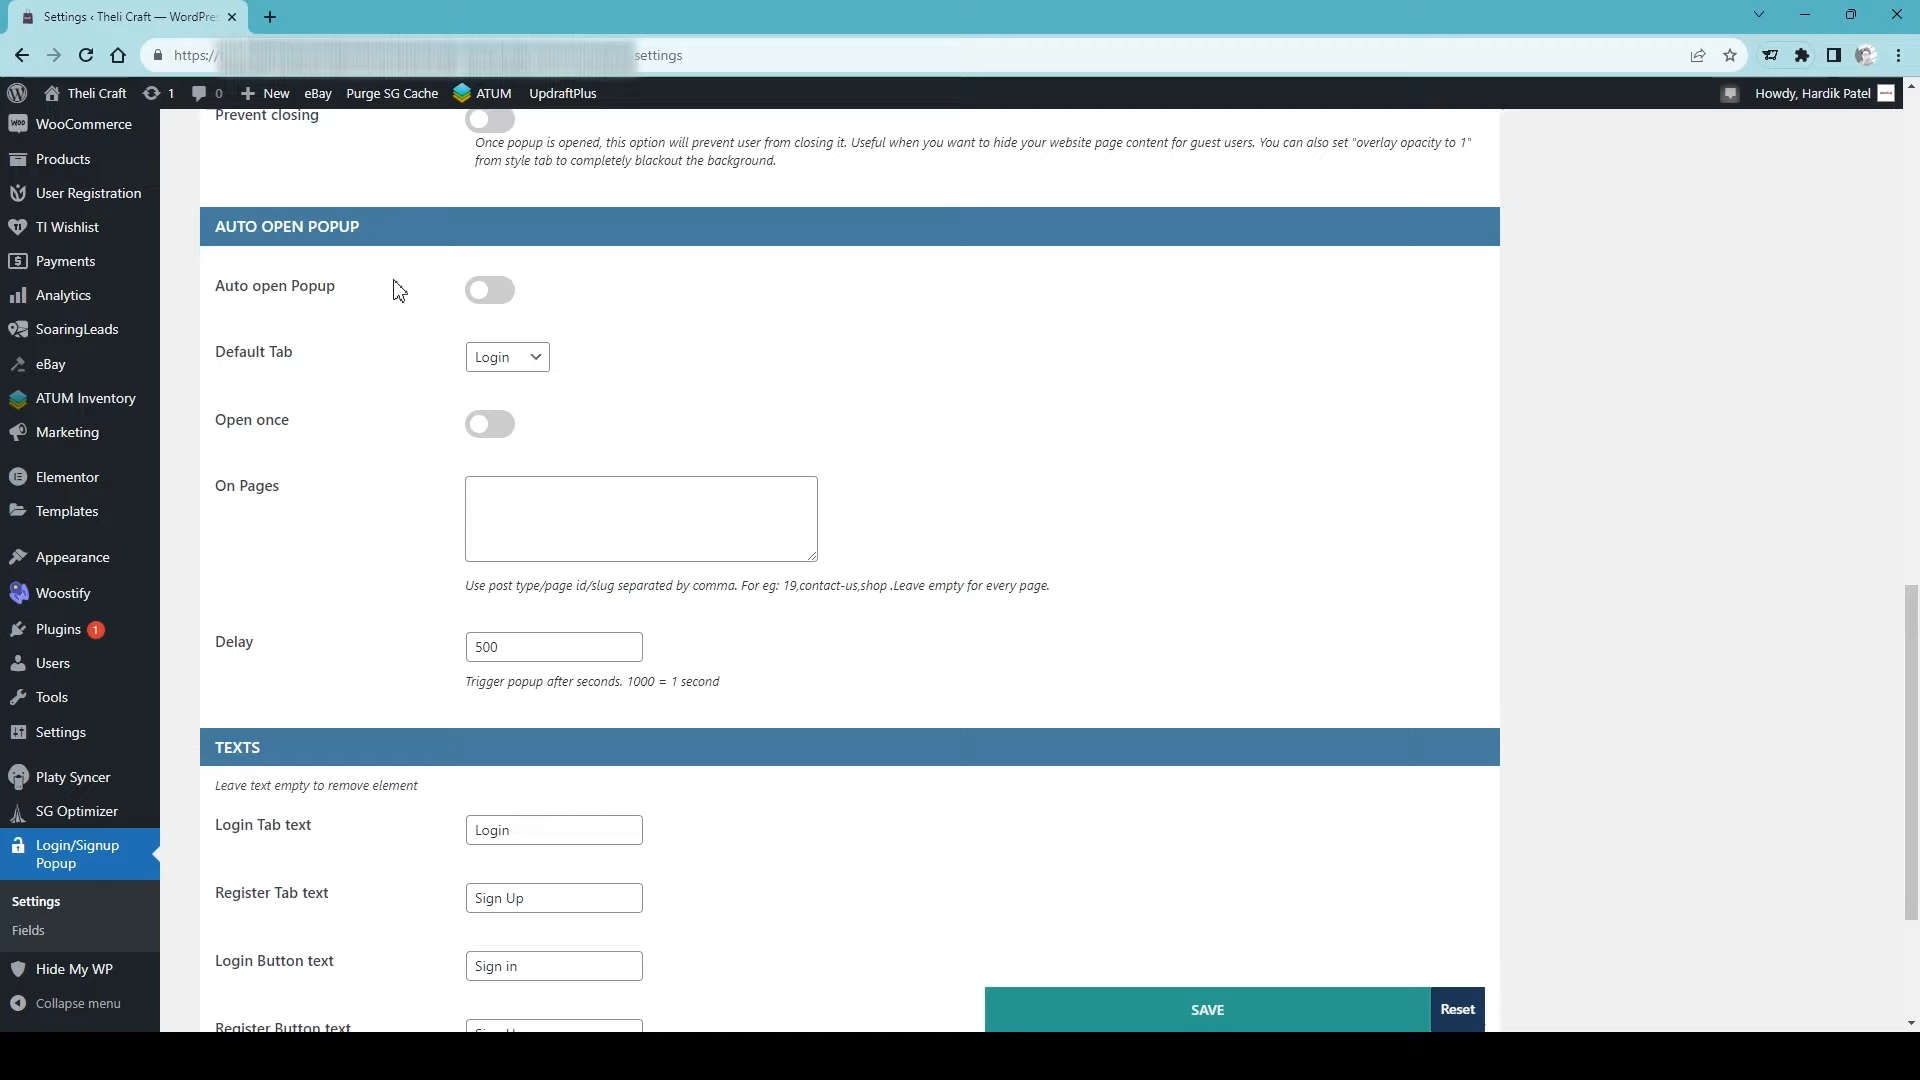 Settings ‹ Theli Craft — WordPre
https://
settings
Theli Craft
1
0
New
eBay
Purge SG Cache
ATUM
UpdraftPlus
Howdy, Hardik Patel
WooCommerce
Products
User Registration
TI Wishlist
Payments
Analytics
SoaringLeads
eBay
ATUM Inventory
Marketing
Elementor
Templates
Appearance
Woostify
Plugins 1
Users
Tools
Settings
Platy Syncer
SG Optimizer
Login/Signup
Popup
Settings
Fields
Hide My WP
Collapse menu
Prevent closing
Once popup is opened, this option will prevent user from closing it. Useful when you want to hide your website page content for guest users. You can also set "overlay opacity to 1"
from style tab to completely blackout the background.
AUTO OPEN POPUP
Auto open Popup
Default Tab
Login
Open once
On Pages
Use post type/page id/slug separated by comma. For eg: 19,contact-us,shop .Leave empty for every page.
Delay
500
Trigger popup after seconds. 1000 = 1 second
TEXTS
Leave text empty to remove element
Login Tab text
Login
Register Tab text
Sign Up
Login Button text
Sign in
Register Button text
SAVE
Reset